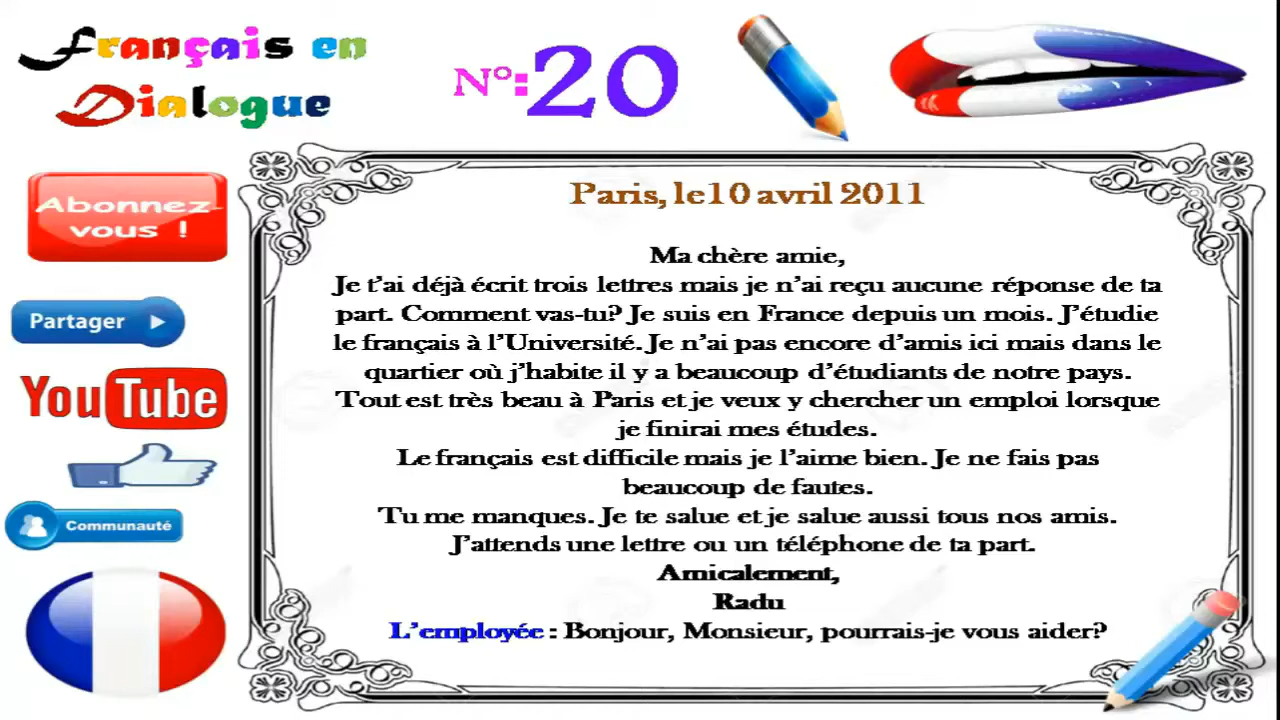 Français en
Dialogue
N°:20
Abonnez-
vous !
Partager
YouTube
Communauté
Paris, le10 avril 2011
Ma chère amie,
Je t'ai déjà écrit trois lettres mais je n'ai reçu aucune réponse de ta
part. Comment vas-tu? Je suis en France depuis un mois. J'étudie
le français à l'Université. Je n'ai pas encore d'amis ici mais dans le
quartier où j'habite il y a beaucoup d'étudiants de notre pays.
Tout est très beau à Paris et je veux y chercher un emploi lorsque
je finirai mes études.
Le français est difficile mais je l'aime bien. Je ne fais pas
beaucoup de fautes.
Tu me manques. Je te salue et je salue aussi tous nos amis.
J'attends une lettre ou un téléphone de ta part.
Amicalement,
Radu
L'employée : Bonjour, Monsieur, pourrais-je vous aider?